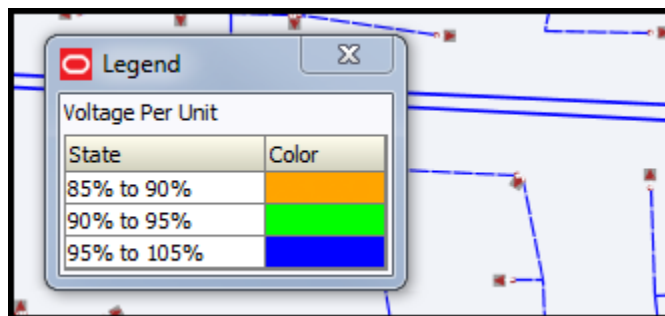 Legend
Voltage Per Unit
State Color
85% to 90%
90% to 95%
95% to 105%